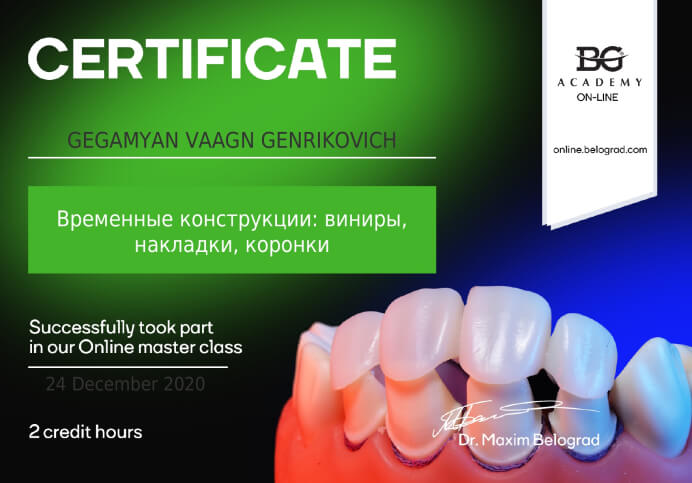 CERTIFICATE
BG
ACADEMY
ON-LINE
online.belograd.com
GEGAMYAN VAAGN GENRIKOVICH
Временные конструкции: виниры,
накладки, коронки
Successfully took part
in our Online master class
24 December 2020
2 credit hours
Dr. Maxim Belograd